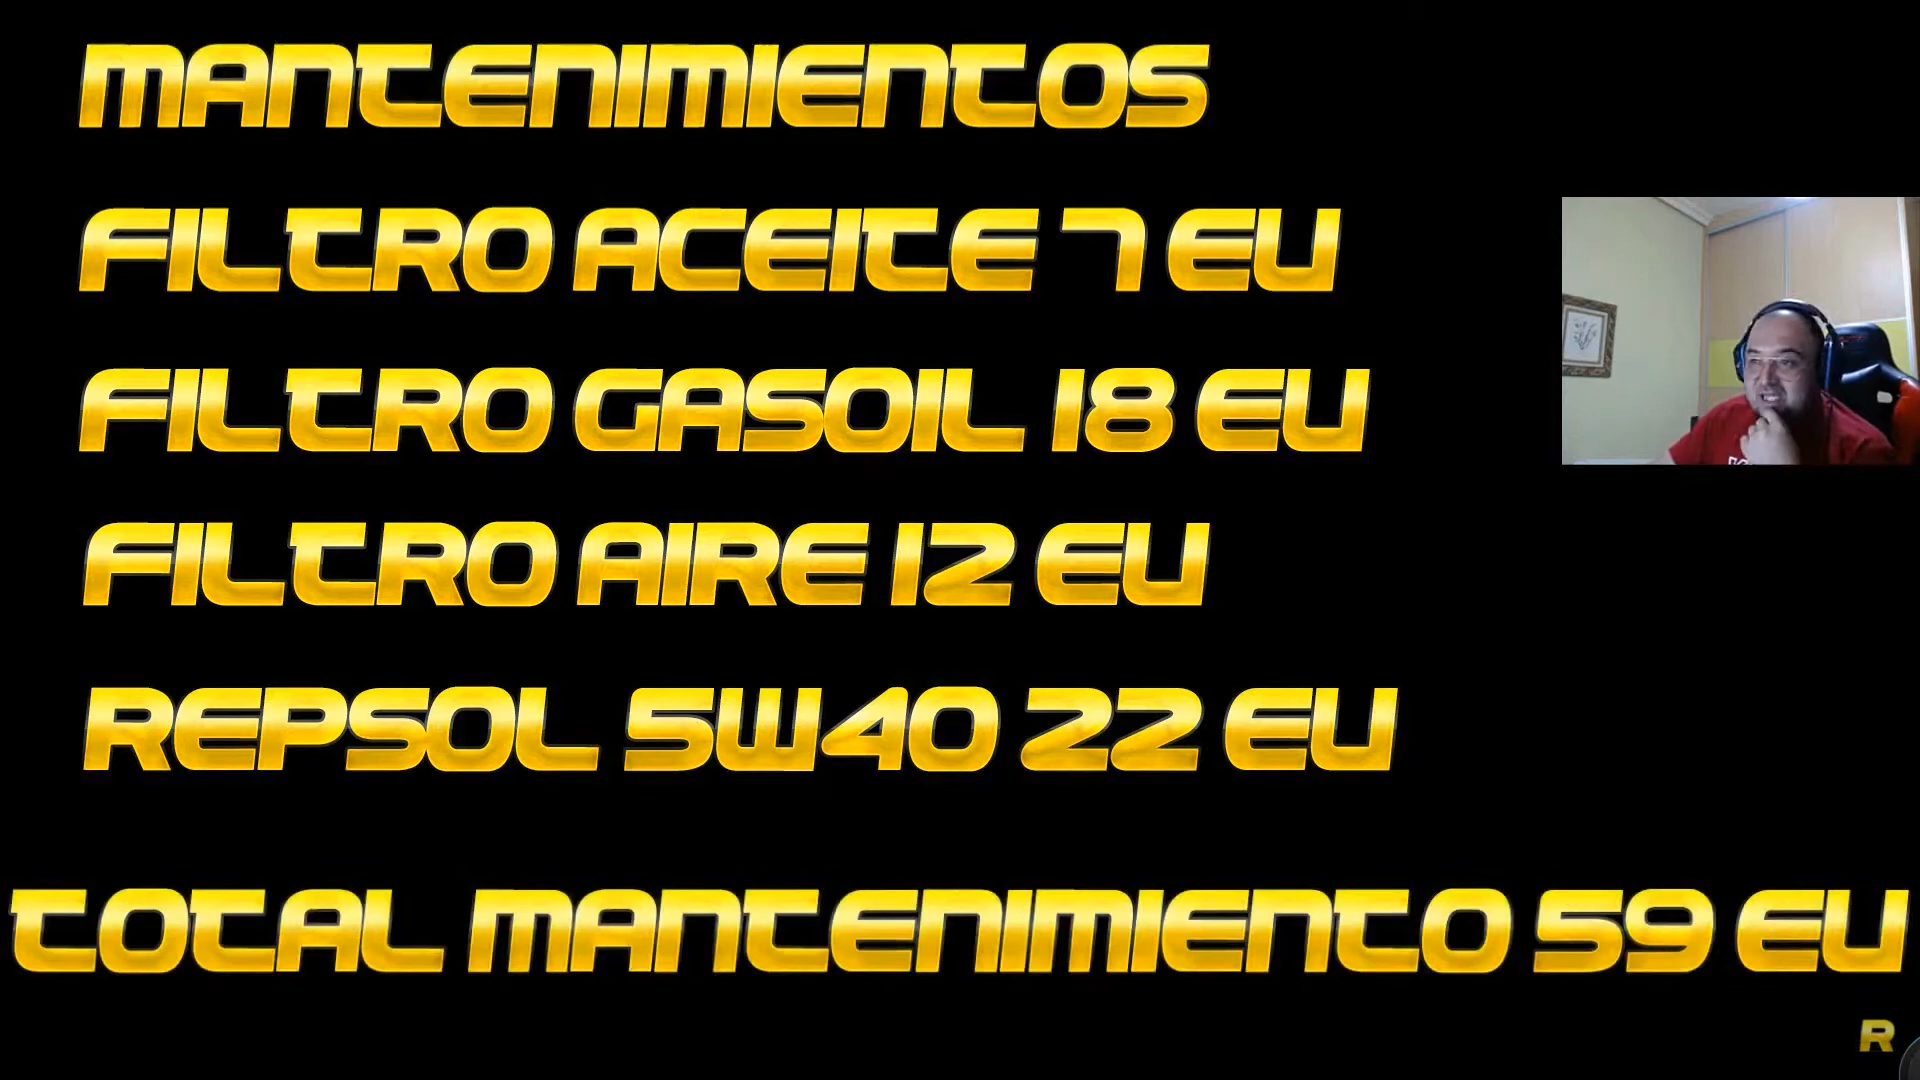 MANTENIMIENTOS
FILTRO ACEITE 7 EU
FILTRO GASOIL 18 EU
FILTRO AIRE 12 EU
REPSOL 5W40 22 EU
TOTAL MANTENIMIENTO 59 EU
R